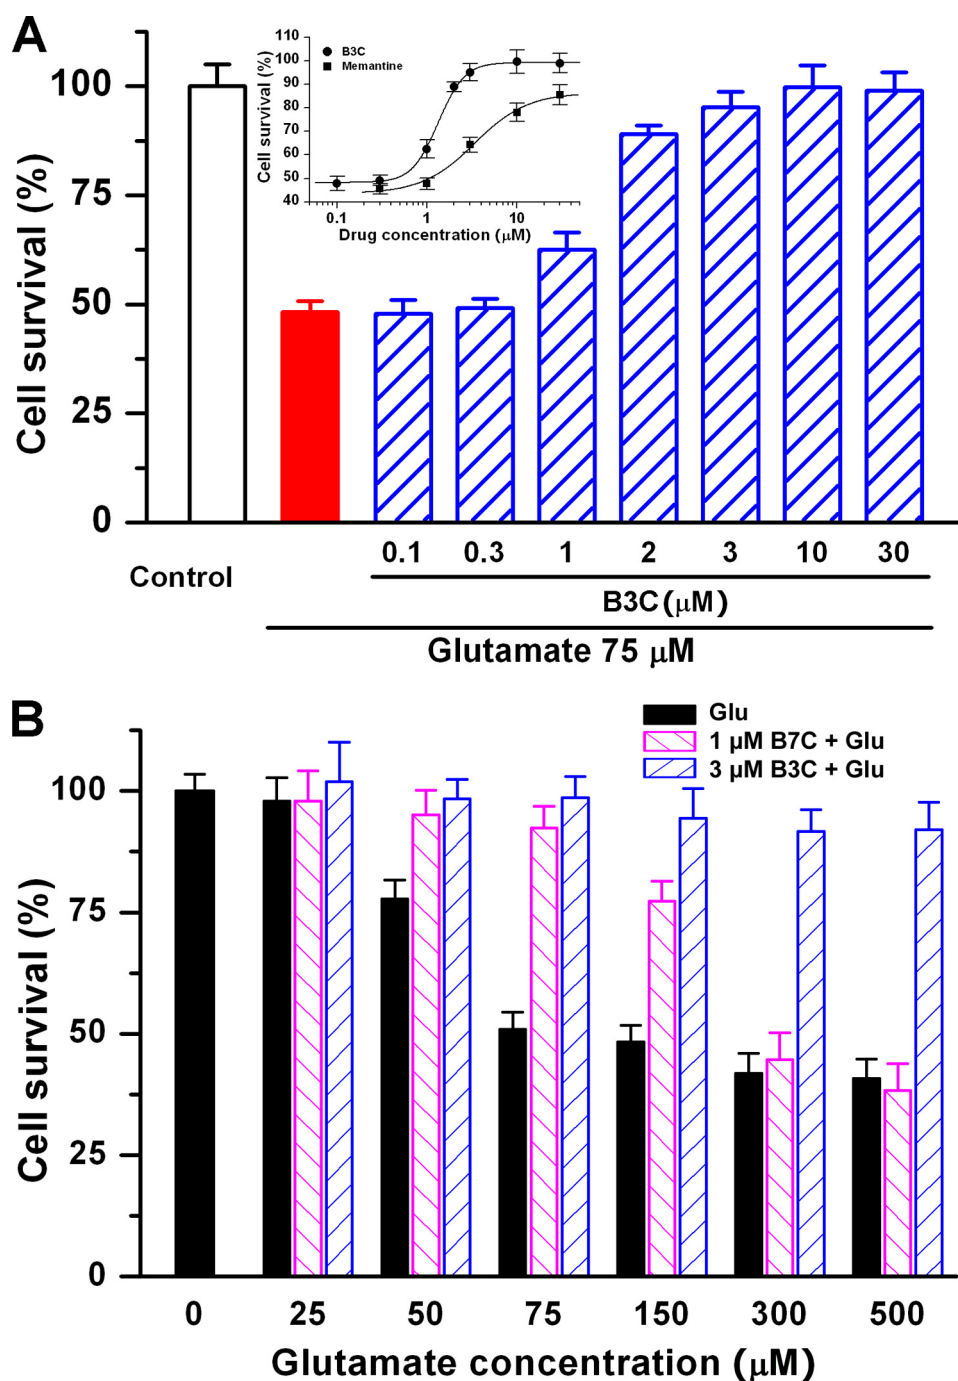 A
Cell survival (%)
100
75
50
25
0
B3C
Memantine
Cell survival (%)
110
100
90
80
70
60
50
40
0.1 1 10
Drug concentration (μM)
Control
0.1 0.3 1 2 3 10 30
B3C(μM)
Glutamate 75 μM
B
Glu
1 μM B7C + Glu
3 μM B3C + Glu
Cell survival (%)
100
75
50
25
0
0 25 50 75 150 300 500
Glutamate concentration (μM)